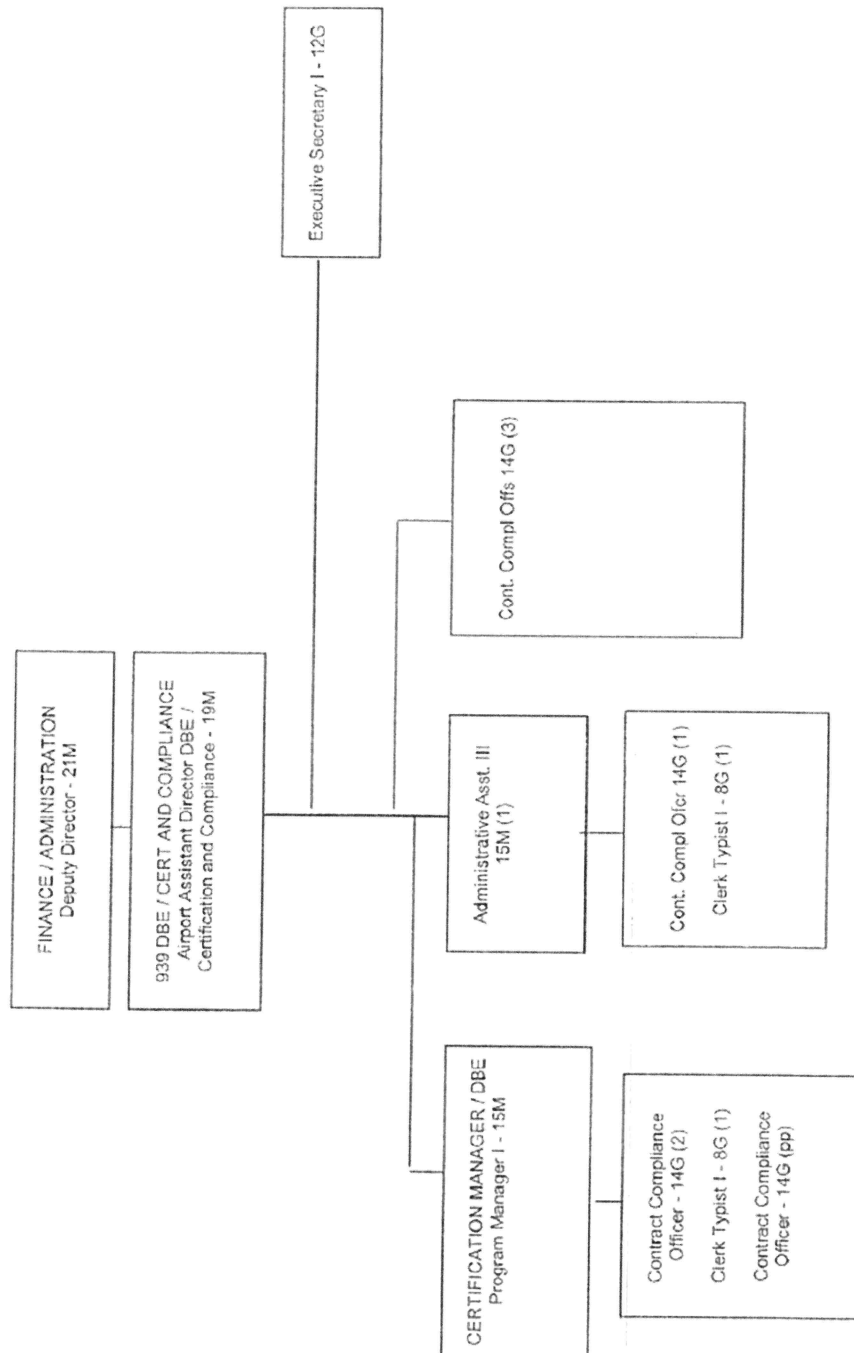 FINANCE / ADMINISTRATION
Deputy Director - 21M
939 DBE / CERT AND COMPLIANCE
Airport Assistant Director DBE /
Certification and Compliance - 19M
Executive Secretary I - 12G
CERTIFICATION MANAGER / DBE
Program Manager I - 15M
Administrative Asst. III
15M (1)
Cont. Compl Offs 14G (3)
Contract Compliance
Officer - 14G (2)
Clerk Typist I - 8G (1)
Contract Compliance
Officer - 14G (pp)
Cont. Compl Ofcr 14G (1)
Clerk Typist I - 8G (1)